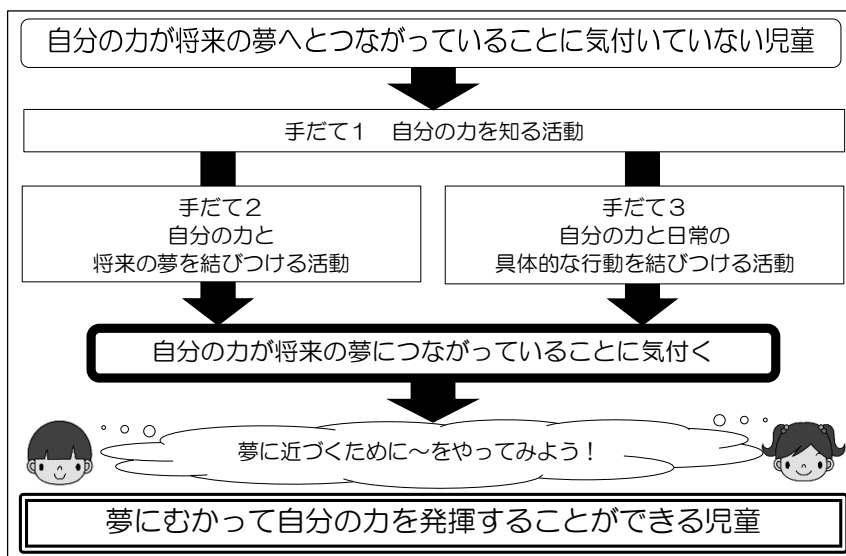 自分の力が将来の夢へとつながっていることに気付いていない児童
手だて１　自分の力を知る活動
手だて２
自分の力と
将来の夢を結びつける活動
手だて３
自分の力と日常の
具体的な行動を結びつける活動
自分の力が将来の夢につながっていることに気付く
夢に近づくために～をやってみよう！
夢にむかって自分の力を発揮することができる児童